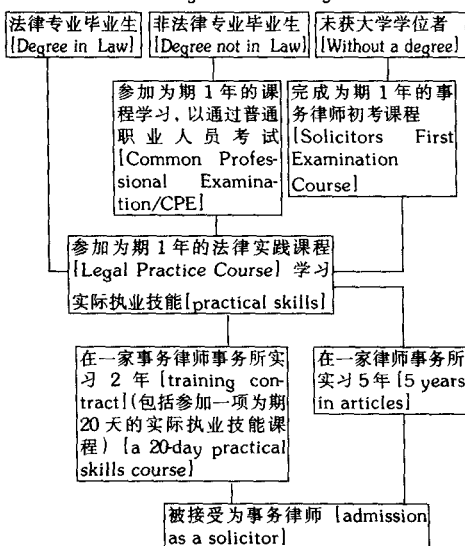 法律专业毕业生
[Degree in Law]
非法律专业毕业生
[Degree not in Law]
未获大学学位者
[Without a degree]
参加为期1年的课
程学习，以通过普通
职业人员考试
[Common Profes-
sional Examina-
tion/CPE]
完成为期1年的事
务律师初考课程
[Solicitors First
Examination
Course]
参加为期1年的法律实践课程
[Legal Practice Course] 学习
实际执业技能[practical skills]
在一家事务律师事务所实
习2年[training con-
tract](包括参加一项为期
20天的实际执业技能课
程) [a 20-day practical
skills course]
在一家律师事务所
实习5年[5 years
in articles]
被接受为事务律师 [admission
as a solicitor]